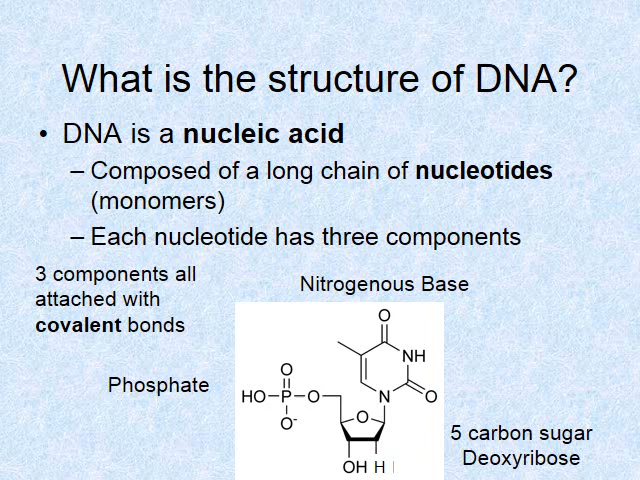 What is the structure of DNA?
• DNA is a nucleic acid
– Composed of a long chain of nucleotides
(monomers)
– Each nucleotide has three components
3 components all
attached with
covalent bonds
Nitrogenous Base
Phosphate
O
NH
O
HO-P-O
N
O
O
O-
OH H
5 carbon sugar
Deoxyribose